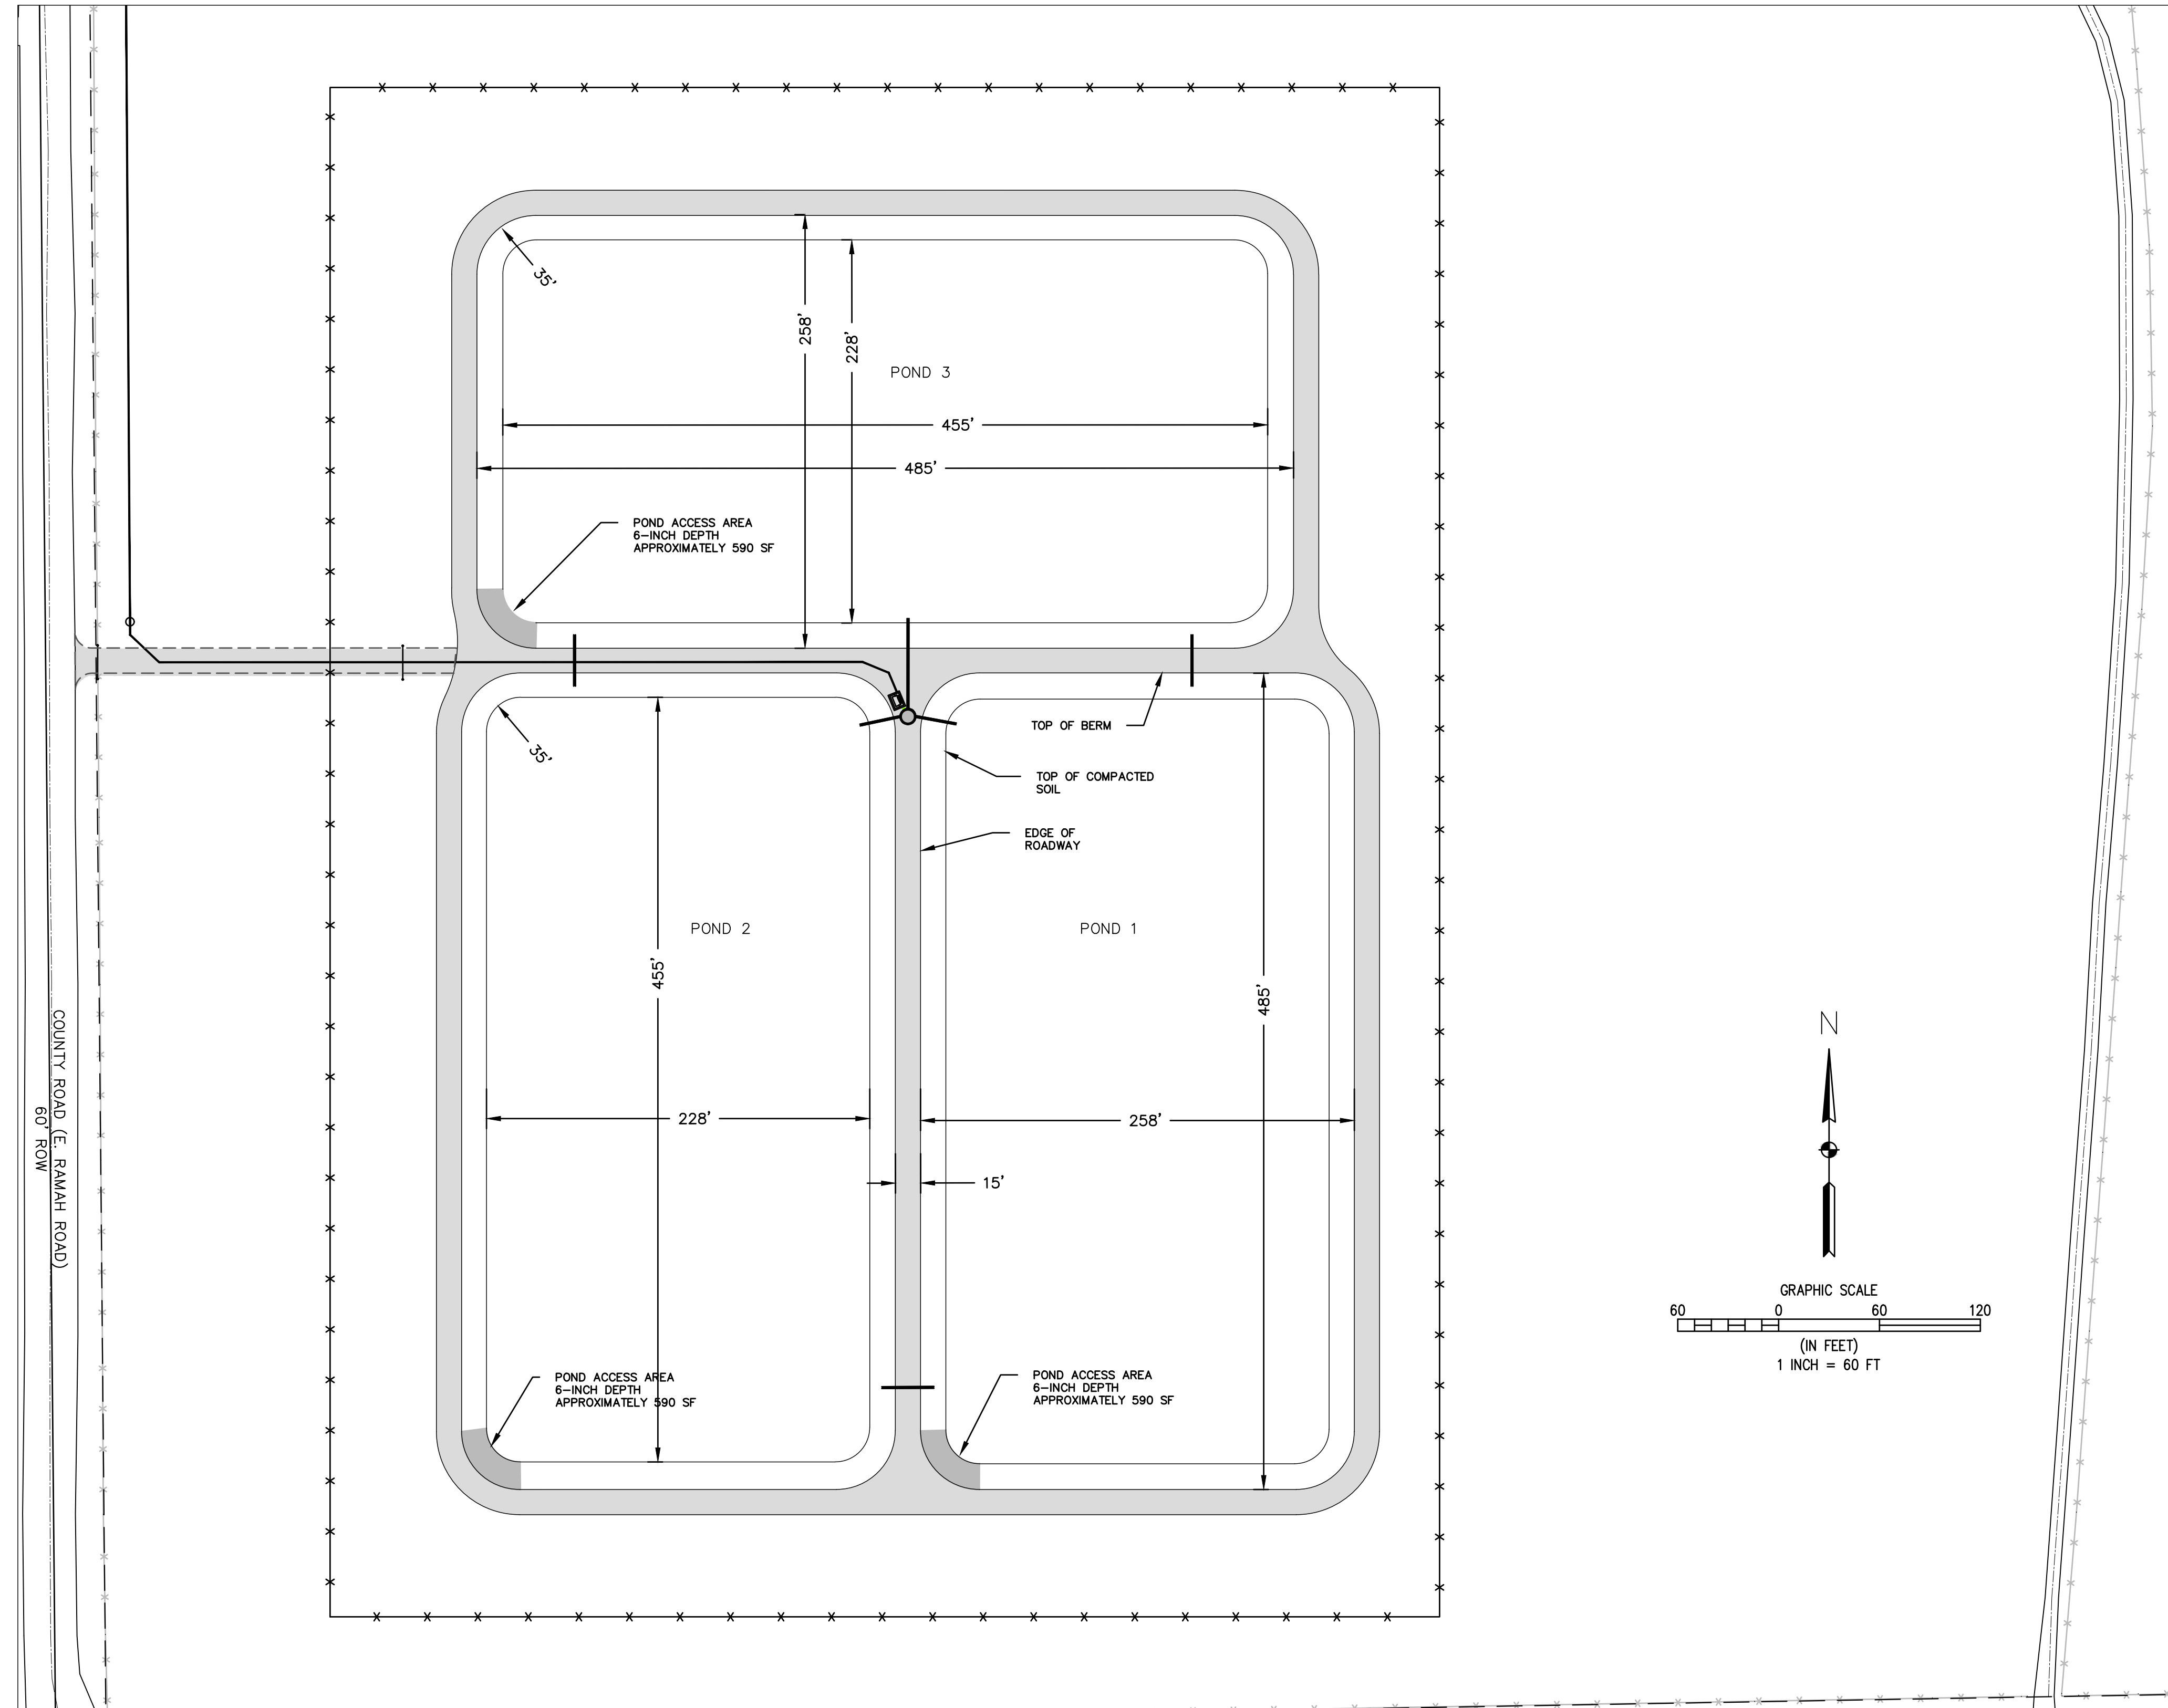 35'
258'
228'
POND 3
455'
485'
POND ACCESS AREA
6-INCH DEPTH
APPROXIMATELY 590 SF
35'
TOP OF BERM
TOP OF COMPACTED
SOIL
EDGE OF
ROADWAY
POND 2
POND 1
455'
485'
228'
258'
15'
POND ACCESS AREA
6-INCH DEPTH
APPROXIMATELY 590 SF
POND ACCESS AREA
6-INCH DEPTH
APPROXIMATELY 590 SF
COUNTY ROAD (E. RAMAH ROAD)
60' ROW
N
GRAPHIC SCALE
60 0 60 120
(IN FEET)
1 INCH = 60 FT